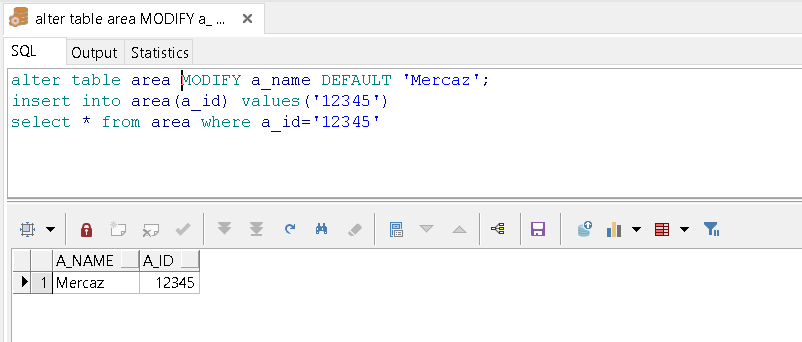 alter table area MODIFY a_ ...
SQL Output Statistics
alter table area MODIFY a_name DEFAULT 'Mercaz';
insert into area(a_id) values('12345')
select * from area where a_id='12345'
A_NAME A_ID
1 Mercaz 12345